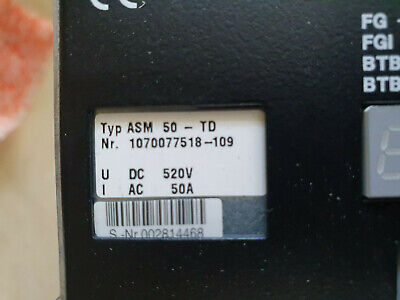 FG
FGI
BTB
BTB
Typ ASM 50 - TD
Nr. 1070077518-109
U DC 520V
I AC 50A
S.-Nr.002814468